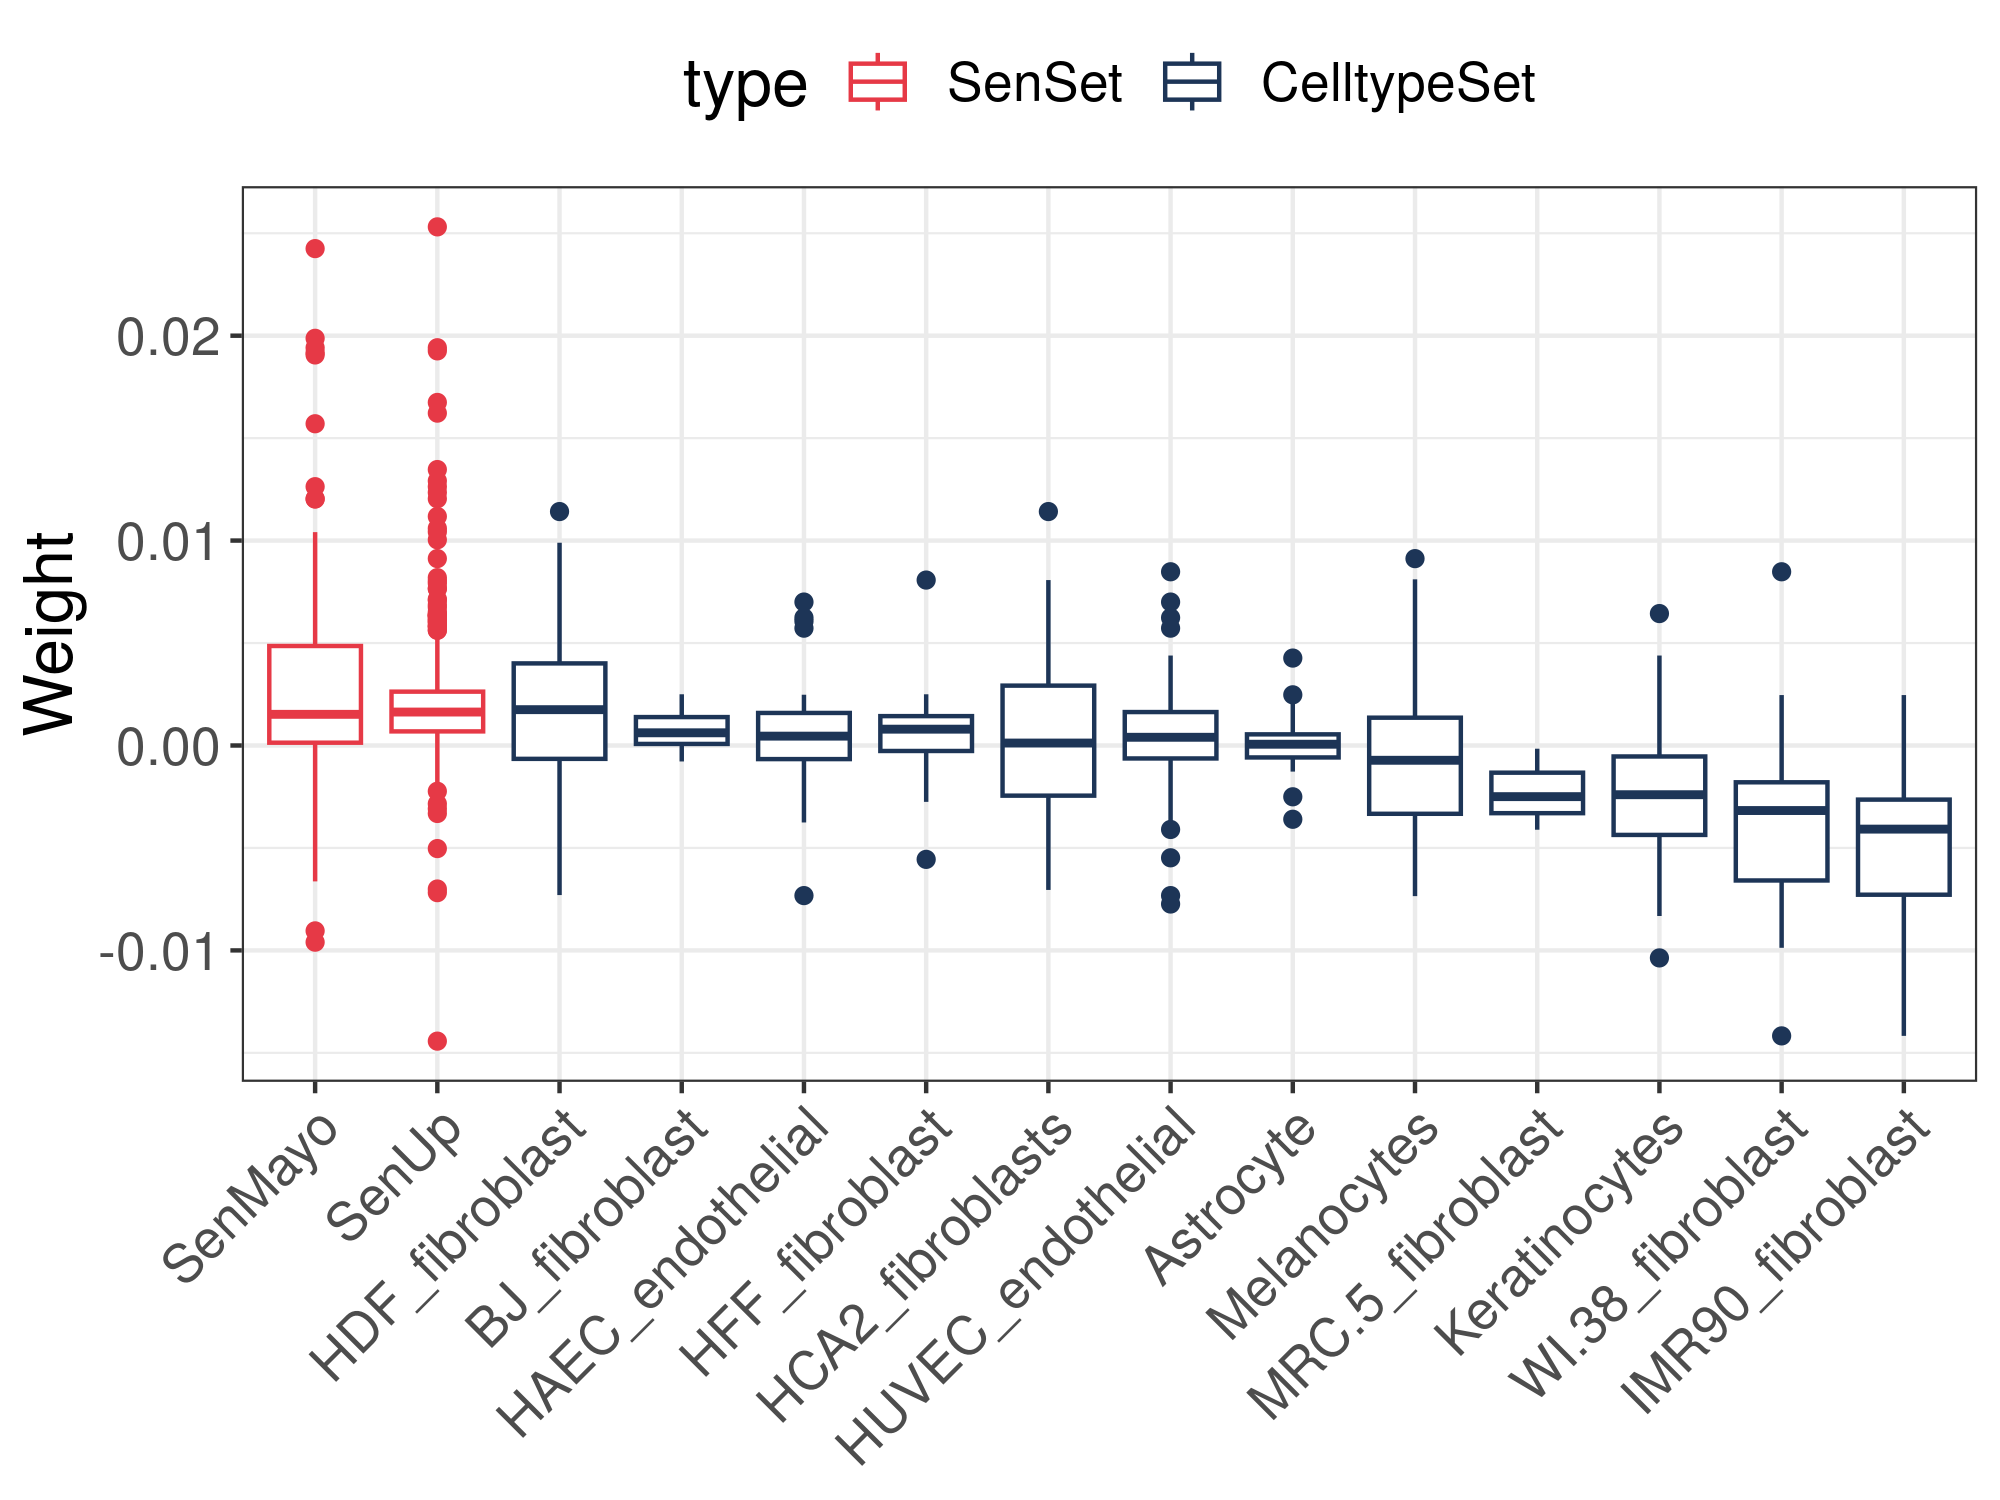 type SenSet CelltypeSet
Weight
0.02
0.01
0.00
-0.01
SenMayo
SenUp
HDF_fibroblast
BJ_fibroblast
HAEC_endothelial
HFF_fibroblast
HCA2_fibroblasts
HUVEC_endothelial
Astrocyte
Melanocytes
MRC.5_fibroblast
Keratinocytes
WI.38_fibroblast
IMR90_fibroblast